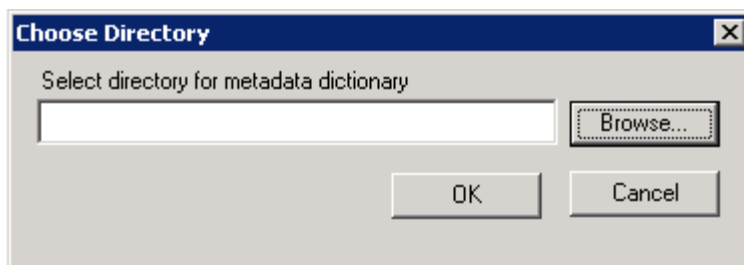 Choose Directory
Select directory for metadata dictionary
Browse...
OK Cancel